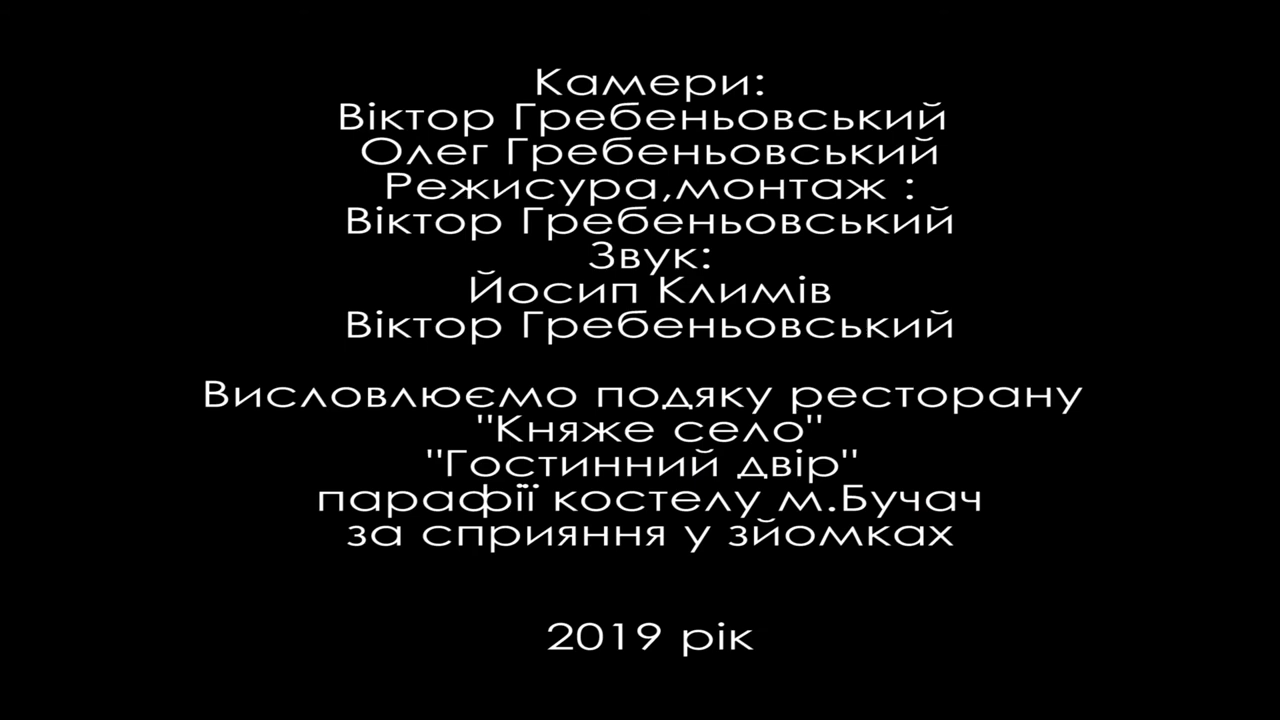 Камери:
Віктор Гребеньовський
Олег Гребеньовський
Режисура,монтаж :
Віктор Гребеньовський
Звук:
Йосип Климів
Віктор Гребеньовський
Висловлюємо подяку ресторану
"Княже село"
"Гостинний двір"
парафії костелу м.Бучач
за сприяння у зйомках
2019 рік